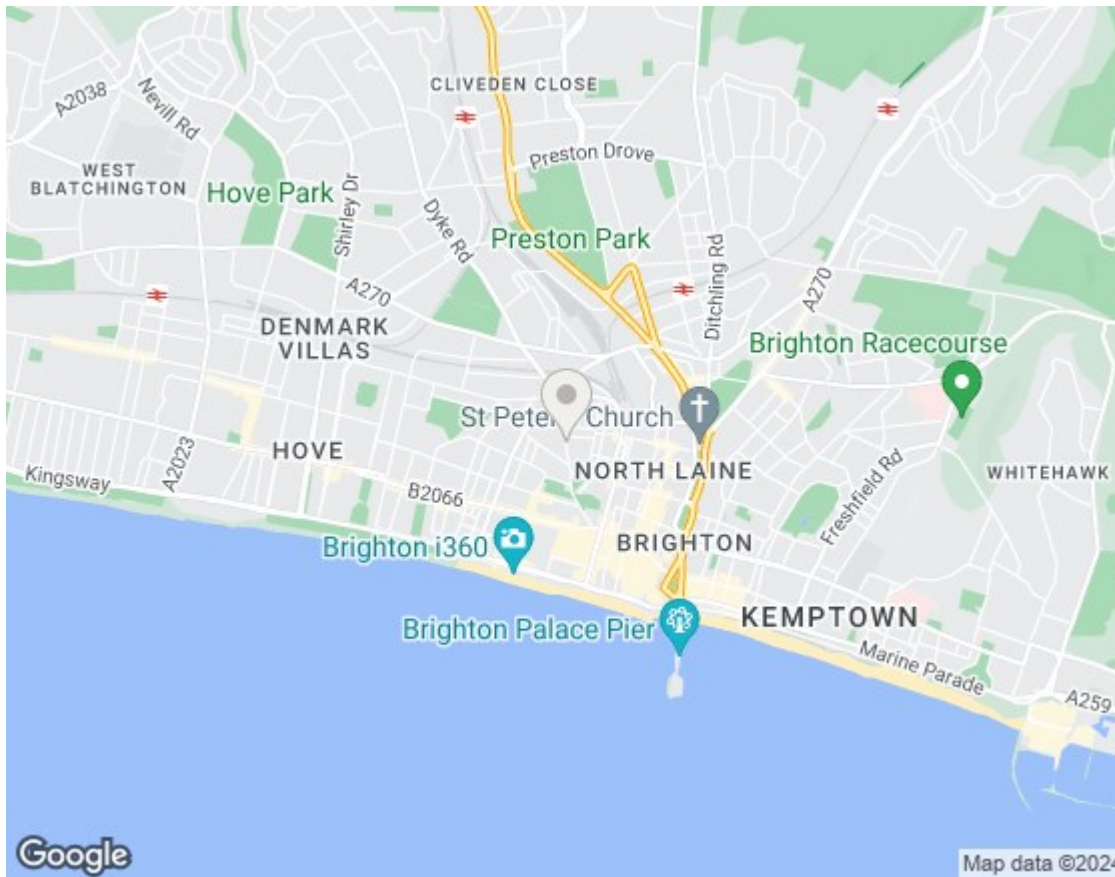 CLIVEDEN CLOSE
A2038
Nevill Rd
Preston Drove
WEST
BLATCHINGTON
Hove Park
Shirley Dr
Dyke Rd
Preston Park
Ditchling Rd
A270
A270
DENMARK
VILLAS
Brighton Racecourse
St Pete Church
NORTH LAINE
HOVE
A2023
Kingsway
B2066
Freshfield Rd
WHITEHAWK
Brighton i360
BRIGHTON
Brighton Palace Pier
KEMPTOWN
Marine Parade
A259
Google
Map data ©2024